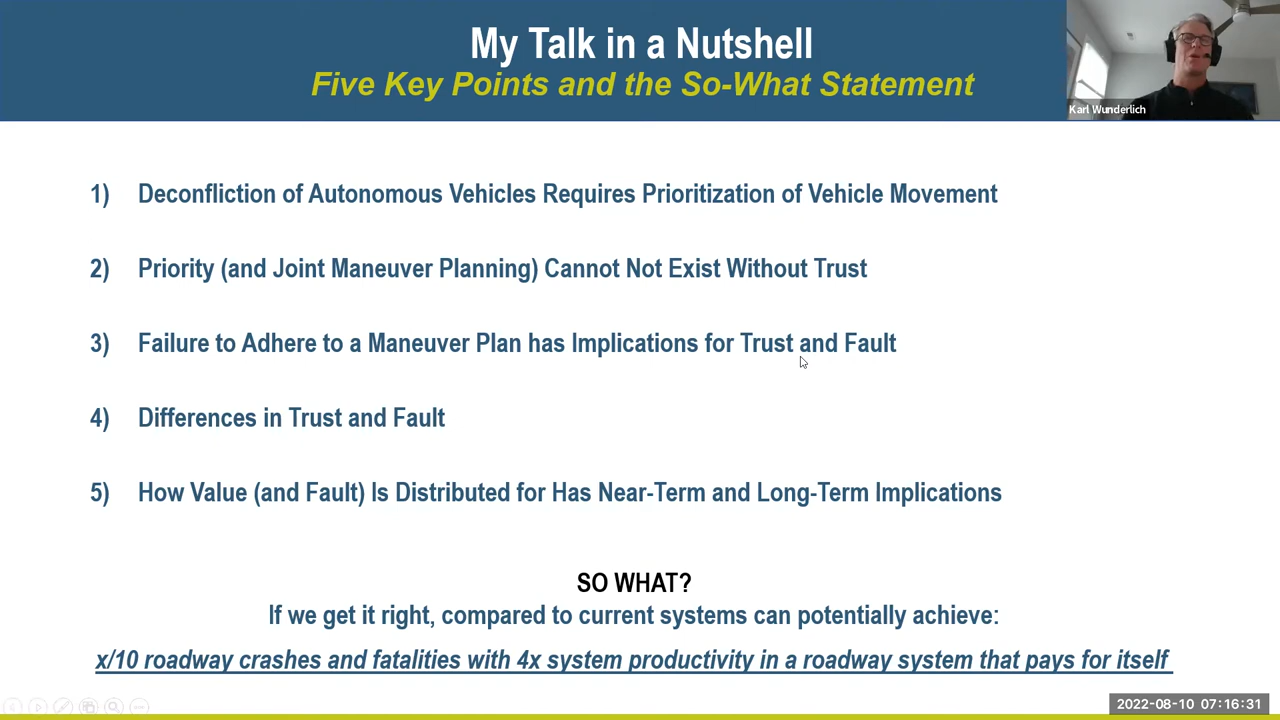 My Talk in a Nutshell
Five Key Points and the So-What Statement
Karl Wunderlich
1) Deconfliction of Autonomous Vehicles Requires Prioritization of Vehicle Movement
2) Priority (and Joint Maneuver Planning) Cannot Not Exist Without Trust
3) Failure to Adhere to a Maneuver Plan has Implications for Trust and Fault
4) Differences in Trust and Fault
5) How Value (and Fault) Is Distributed for Has Near-Term and Long-Term Implications
SO WHAT?
If we get it right, compared to current systems can potentially achieve:
x/10 roadway crashes and fatalities with 4x system productivity in a roadway system that pays for itself
2022-08-10 07:16:31